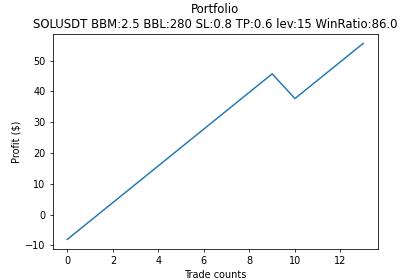 Portfolio
SOLUSDT BBM:2.5 BBL:280 SL:0.8 TP:0.6 lev:15 WinRatio:86.0
Profit ($)
50
40
30
20
10
0
−10
0 2 4 6 8 10 12
Trade counts